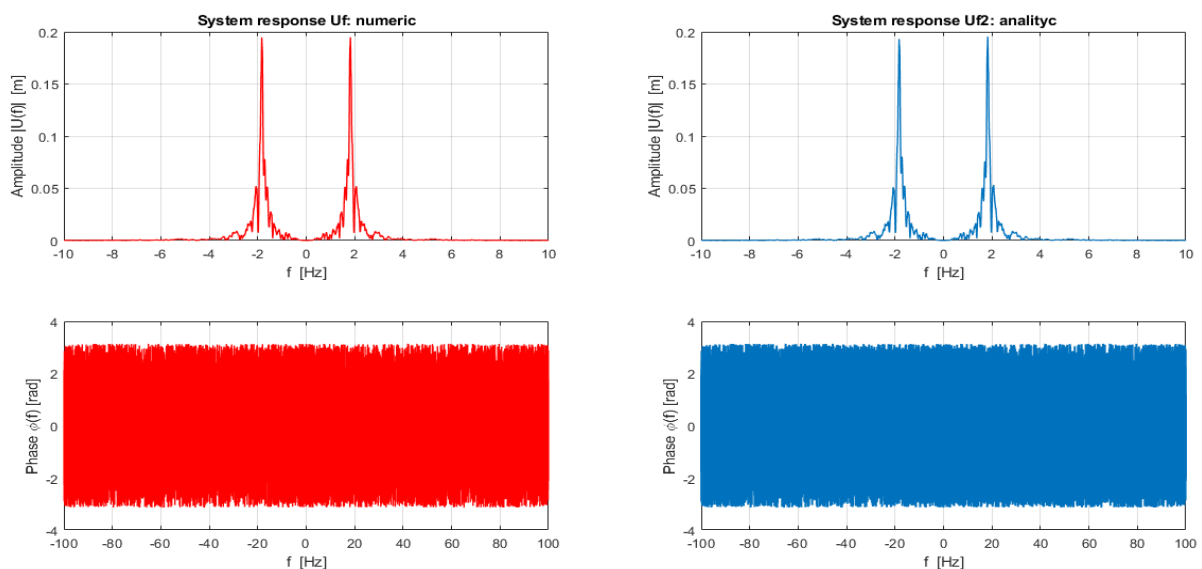 System response Uf: numeric
Amplitude |U(f)| [m]
0.2
0.15
0.1
0.05
0
-10 -8 -6 -4 -2 0 2 4 6 8 10
f [Hz]
System response Uf2: analityc
Amplitude |U(f)| [m]
0.2
0.15
0.1
0.05
0
-10 -8 -6 -4 -2 0 2 4 6 8 10
f [Hz]
Phase ϕ(f) [rad]
4
2
0
-2
-4
-100 -80 -60 -40 -20 0 20 40 60 80 100
f [Hz]
Phase ϕ(f) [rad]
4
2
0
-2
-4
-100 -80 -60 -40 -20 0 20 40 60 80 100
f [Hz]